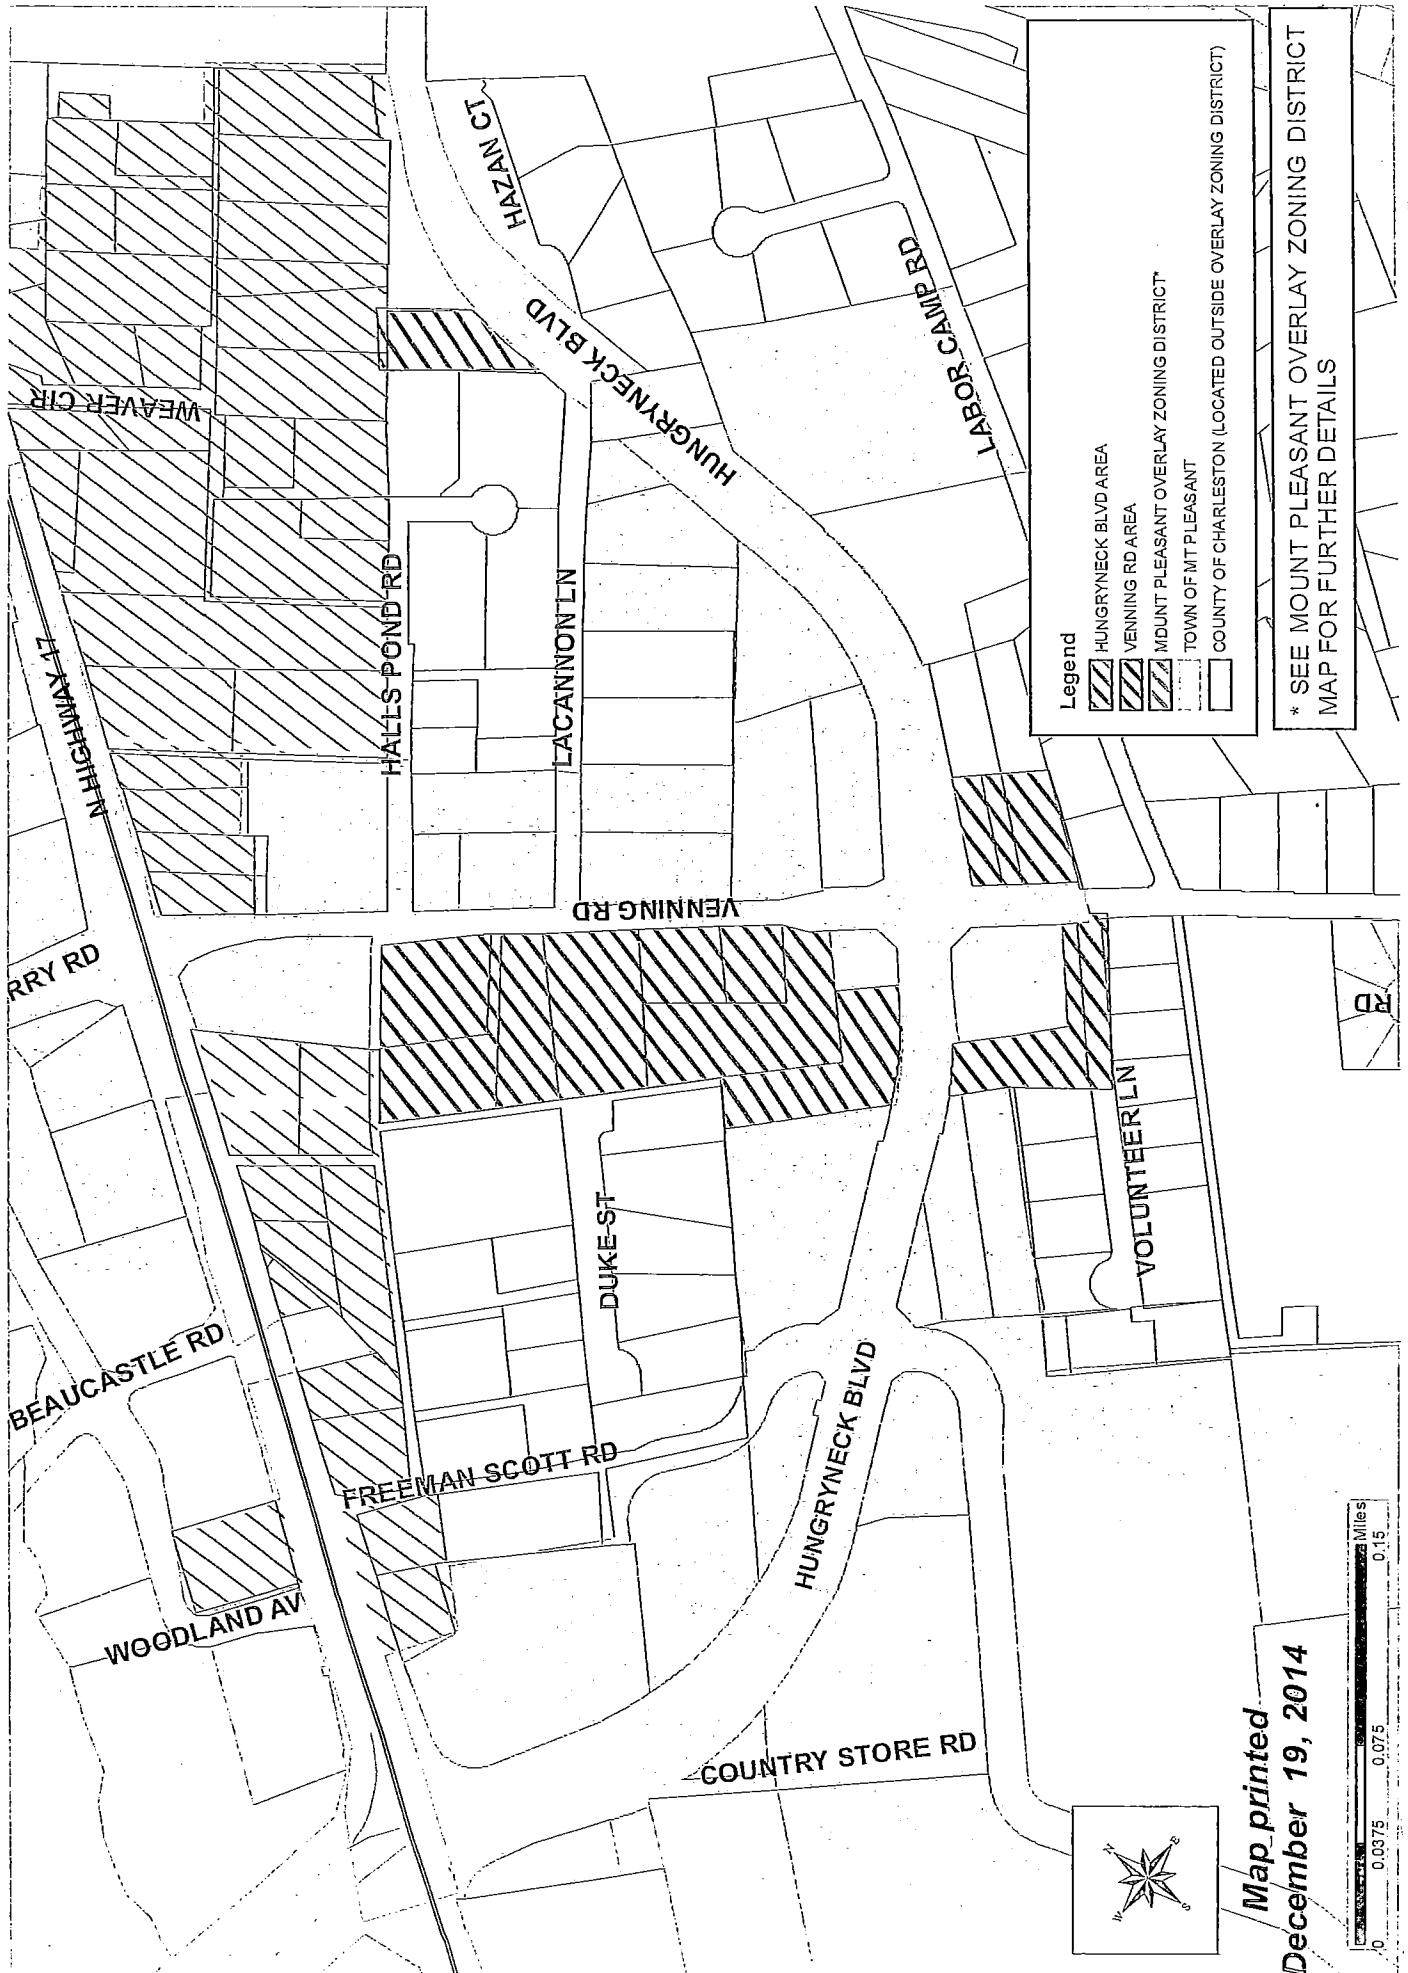 N HIGHWAY 17
WEAVER CIR
HALLS POND RD
LACANNON LN
HAZAN CT
HUNGRYNECK BLVD
HUNGRYNECK BLVD
LABOR CAMP RD
VENNING RD
RRY RD
BEAUCASTLE RD
WOODLAND AV
FREEMAN SCOTT RD
DUKE ST
HUNGRYNECK BLVD
VOLUNTEER LN
COUNTRY STORE RD
RD
Legend
HUNGRYNECK BLVD AREA
VENNING RD AREA
MOUNT PLEASANT OVERLAY ZONING DISTRICT*
TOWN OF MT PLEASANT
COUNTY OF CHARLESTON (LOCATED OUTSIDE OVERLAY ZONING DISTRICT)
* SEE MOUNT PLEASANT OVERLAY ZONING DISTRICT
MAP FOR FURTHER DETAILS
N
E
S
W
Map printed
December 19, 2014
0 0.0375 0.075 0.15
Miles